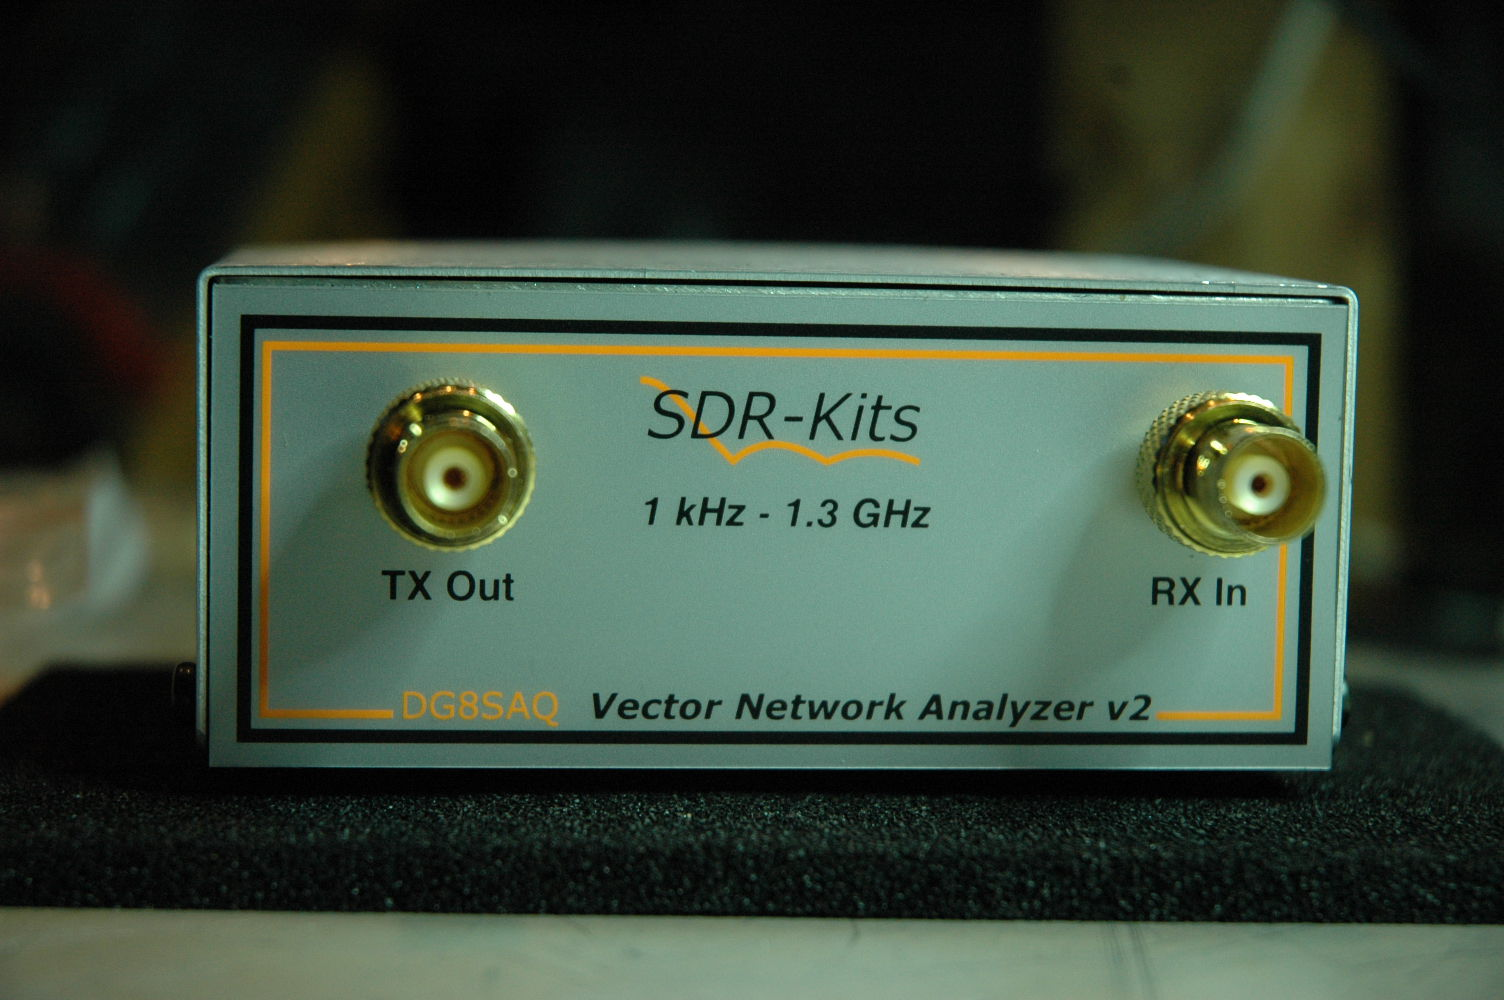 SDR-Kits
1 kHz - 1.3 GHz
TX Out
RX In
DG8SAQ Vector Network Analyzer v2